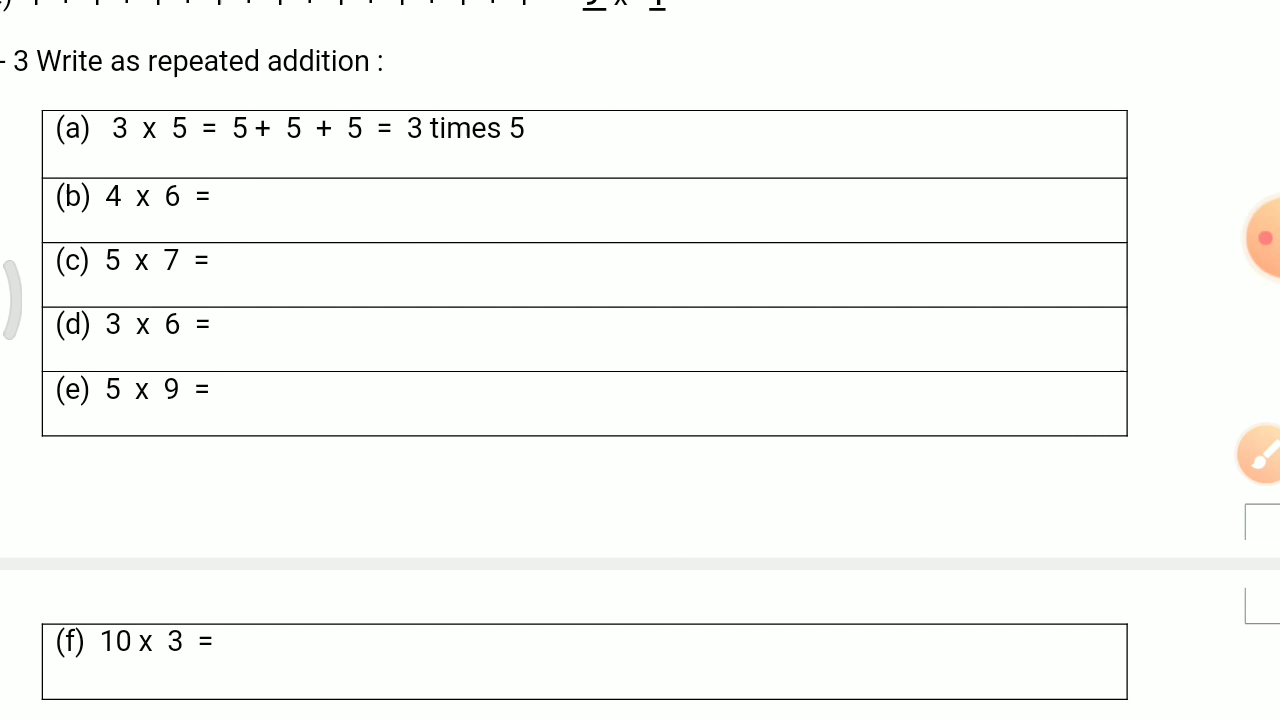 - 3 Write as repeated addition :
(a) 3 x 5 = 5 + 5 + 5 = 3 times 5
(b) 4 x 6 =
(c) 5 x 7 =
(d) 3 x 6 =
(e) 5 x 9 =
(f) 10 x 3 =